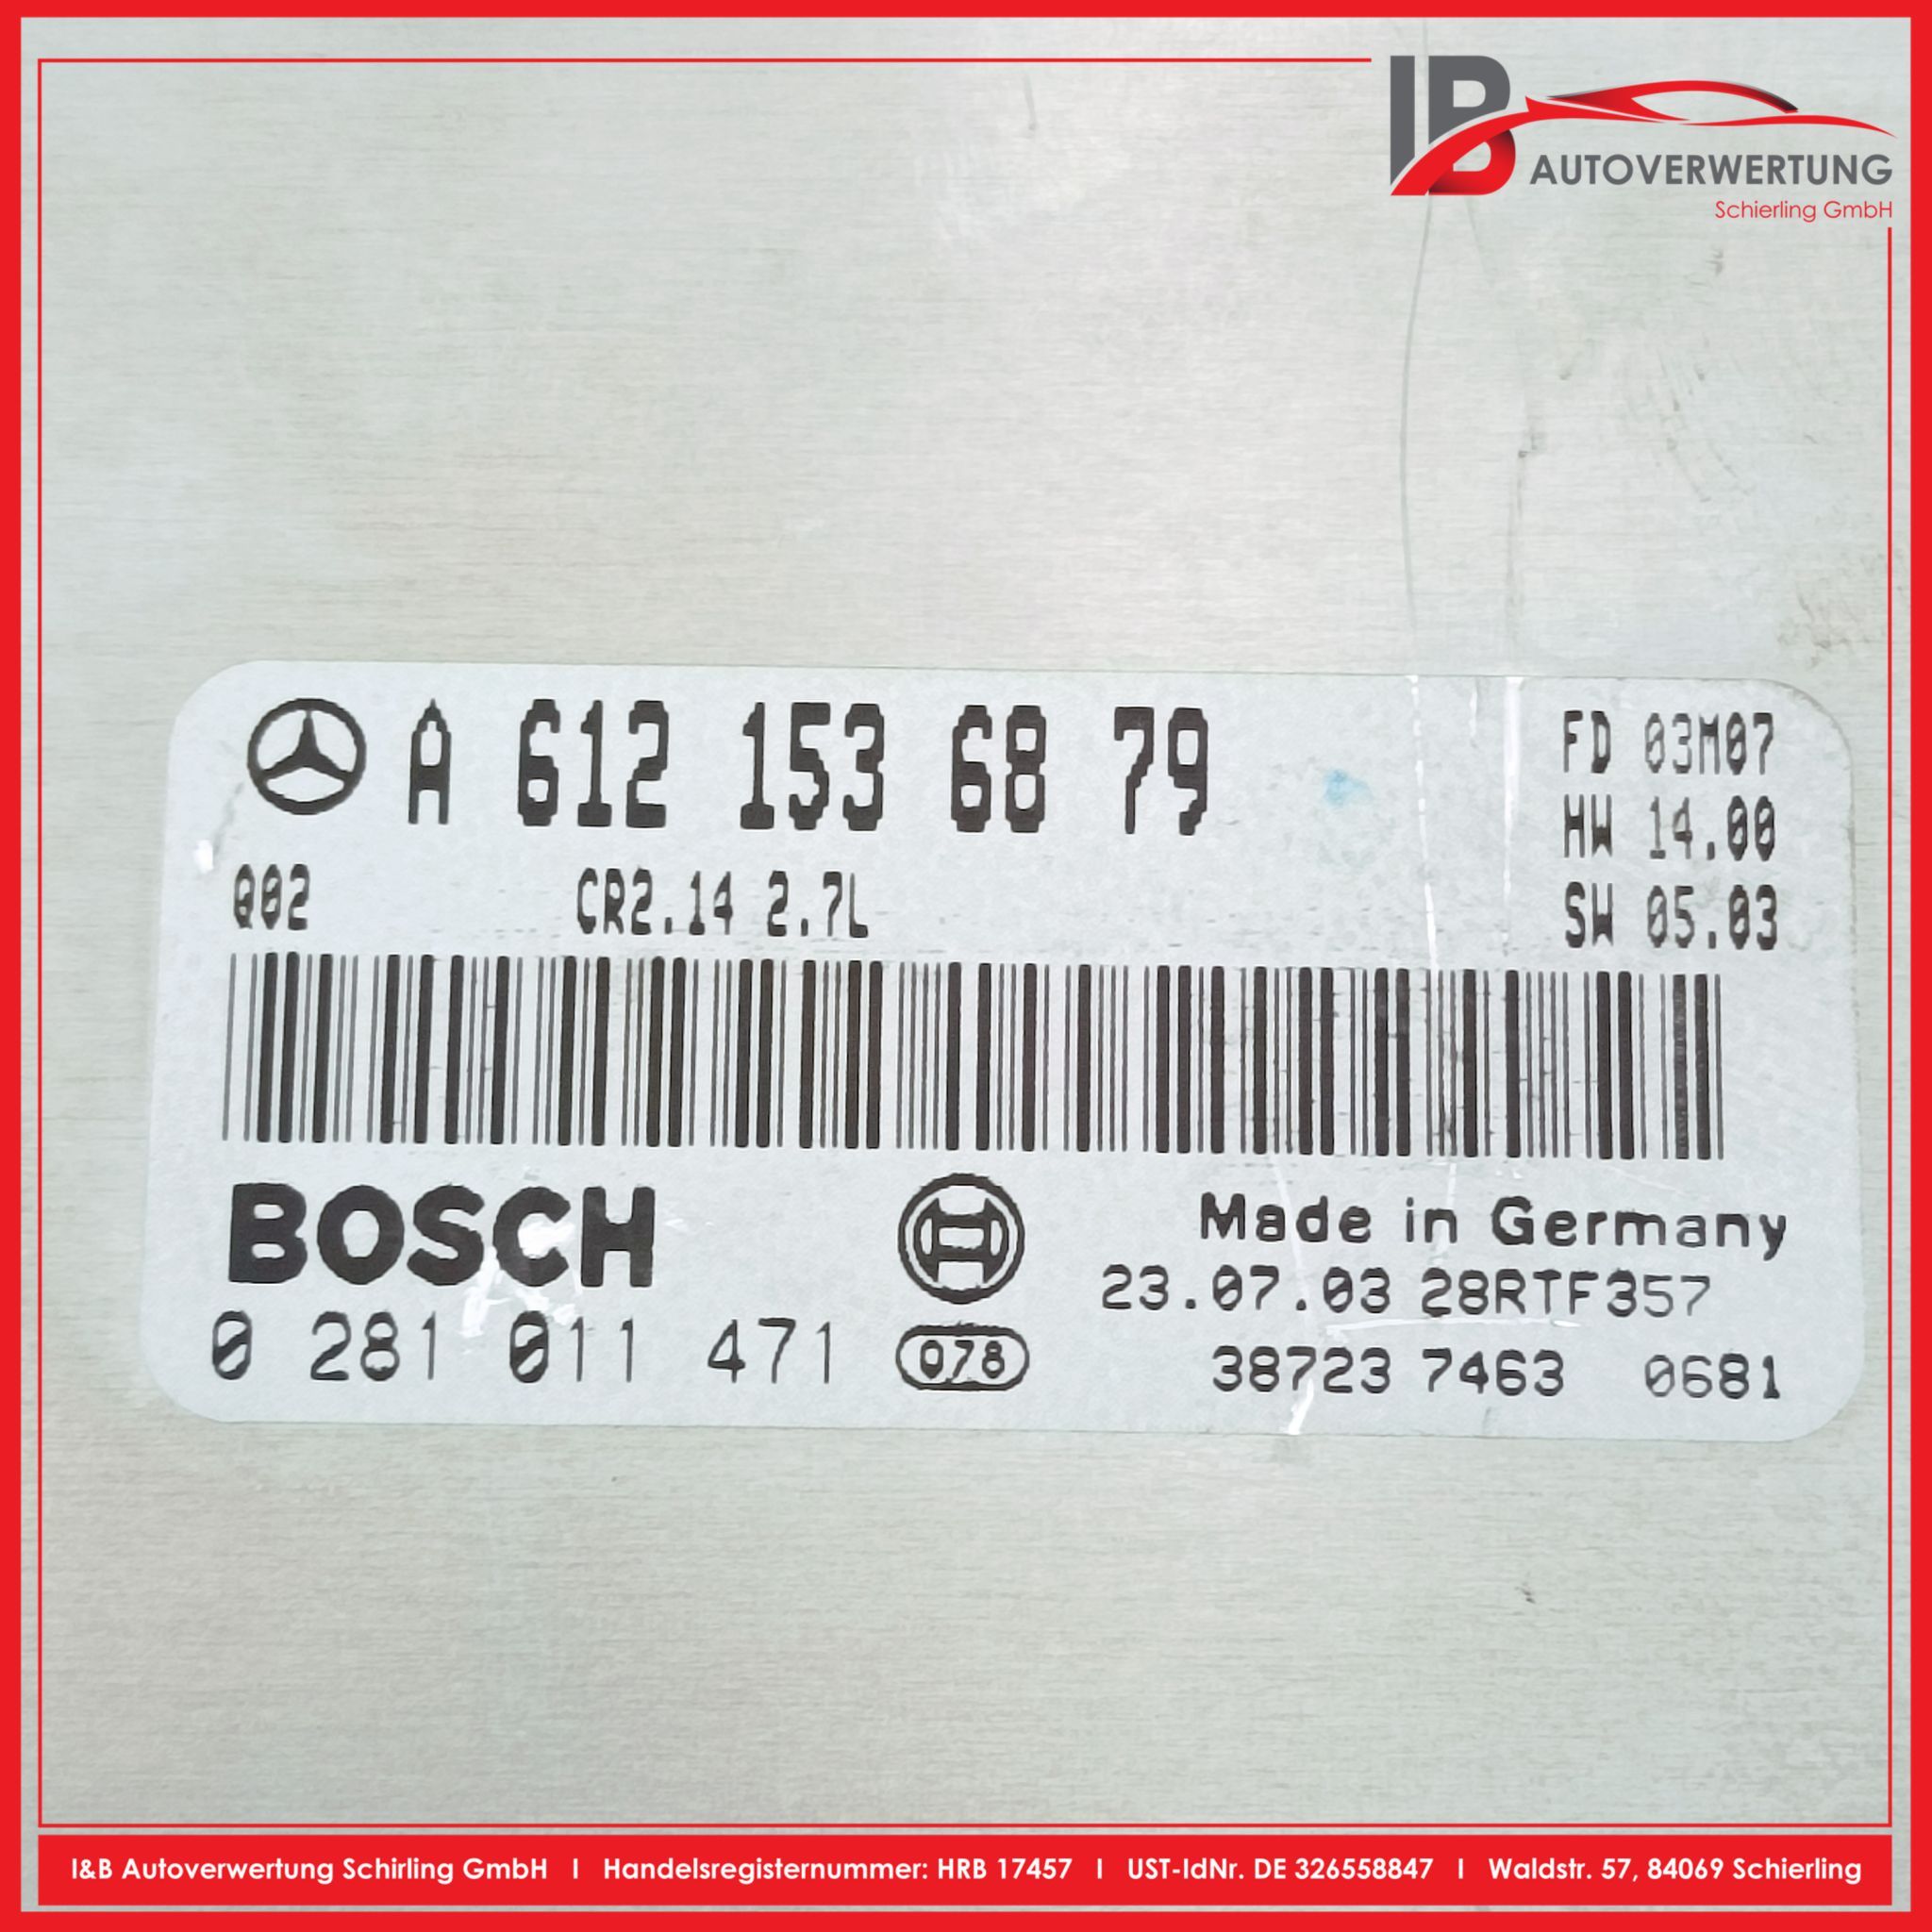 IB AUTOVERWERTUNG
Schierling GmbH
A 612 153 68 79
FD 03M07
HW 14.00
Q02 CR2.14 2.7L
SW 05.03
BOSCH
Made in Germany
23.07.03 28RTF357
0 281 011 471 078
38723 7463 0681
I&B Autoverwertung Schirling GmbH I Handelsregisternummer: HRB 17457 I UST-IdNr. DE 326558847 I Waldstr. 57, 84069 Schierling